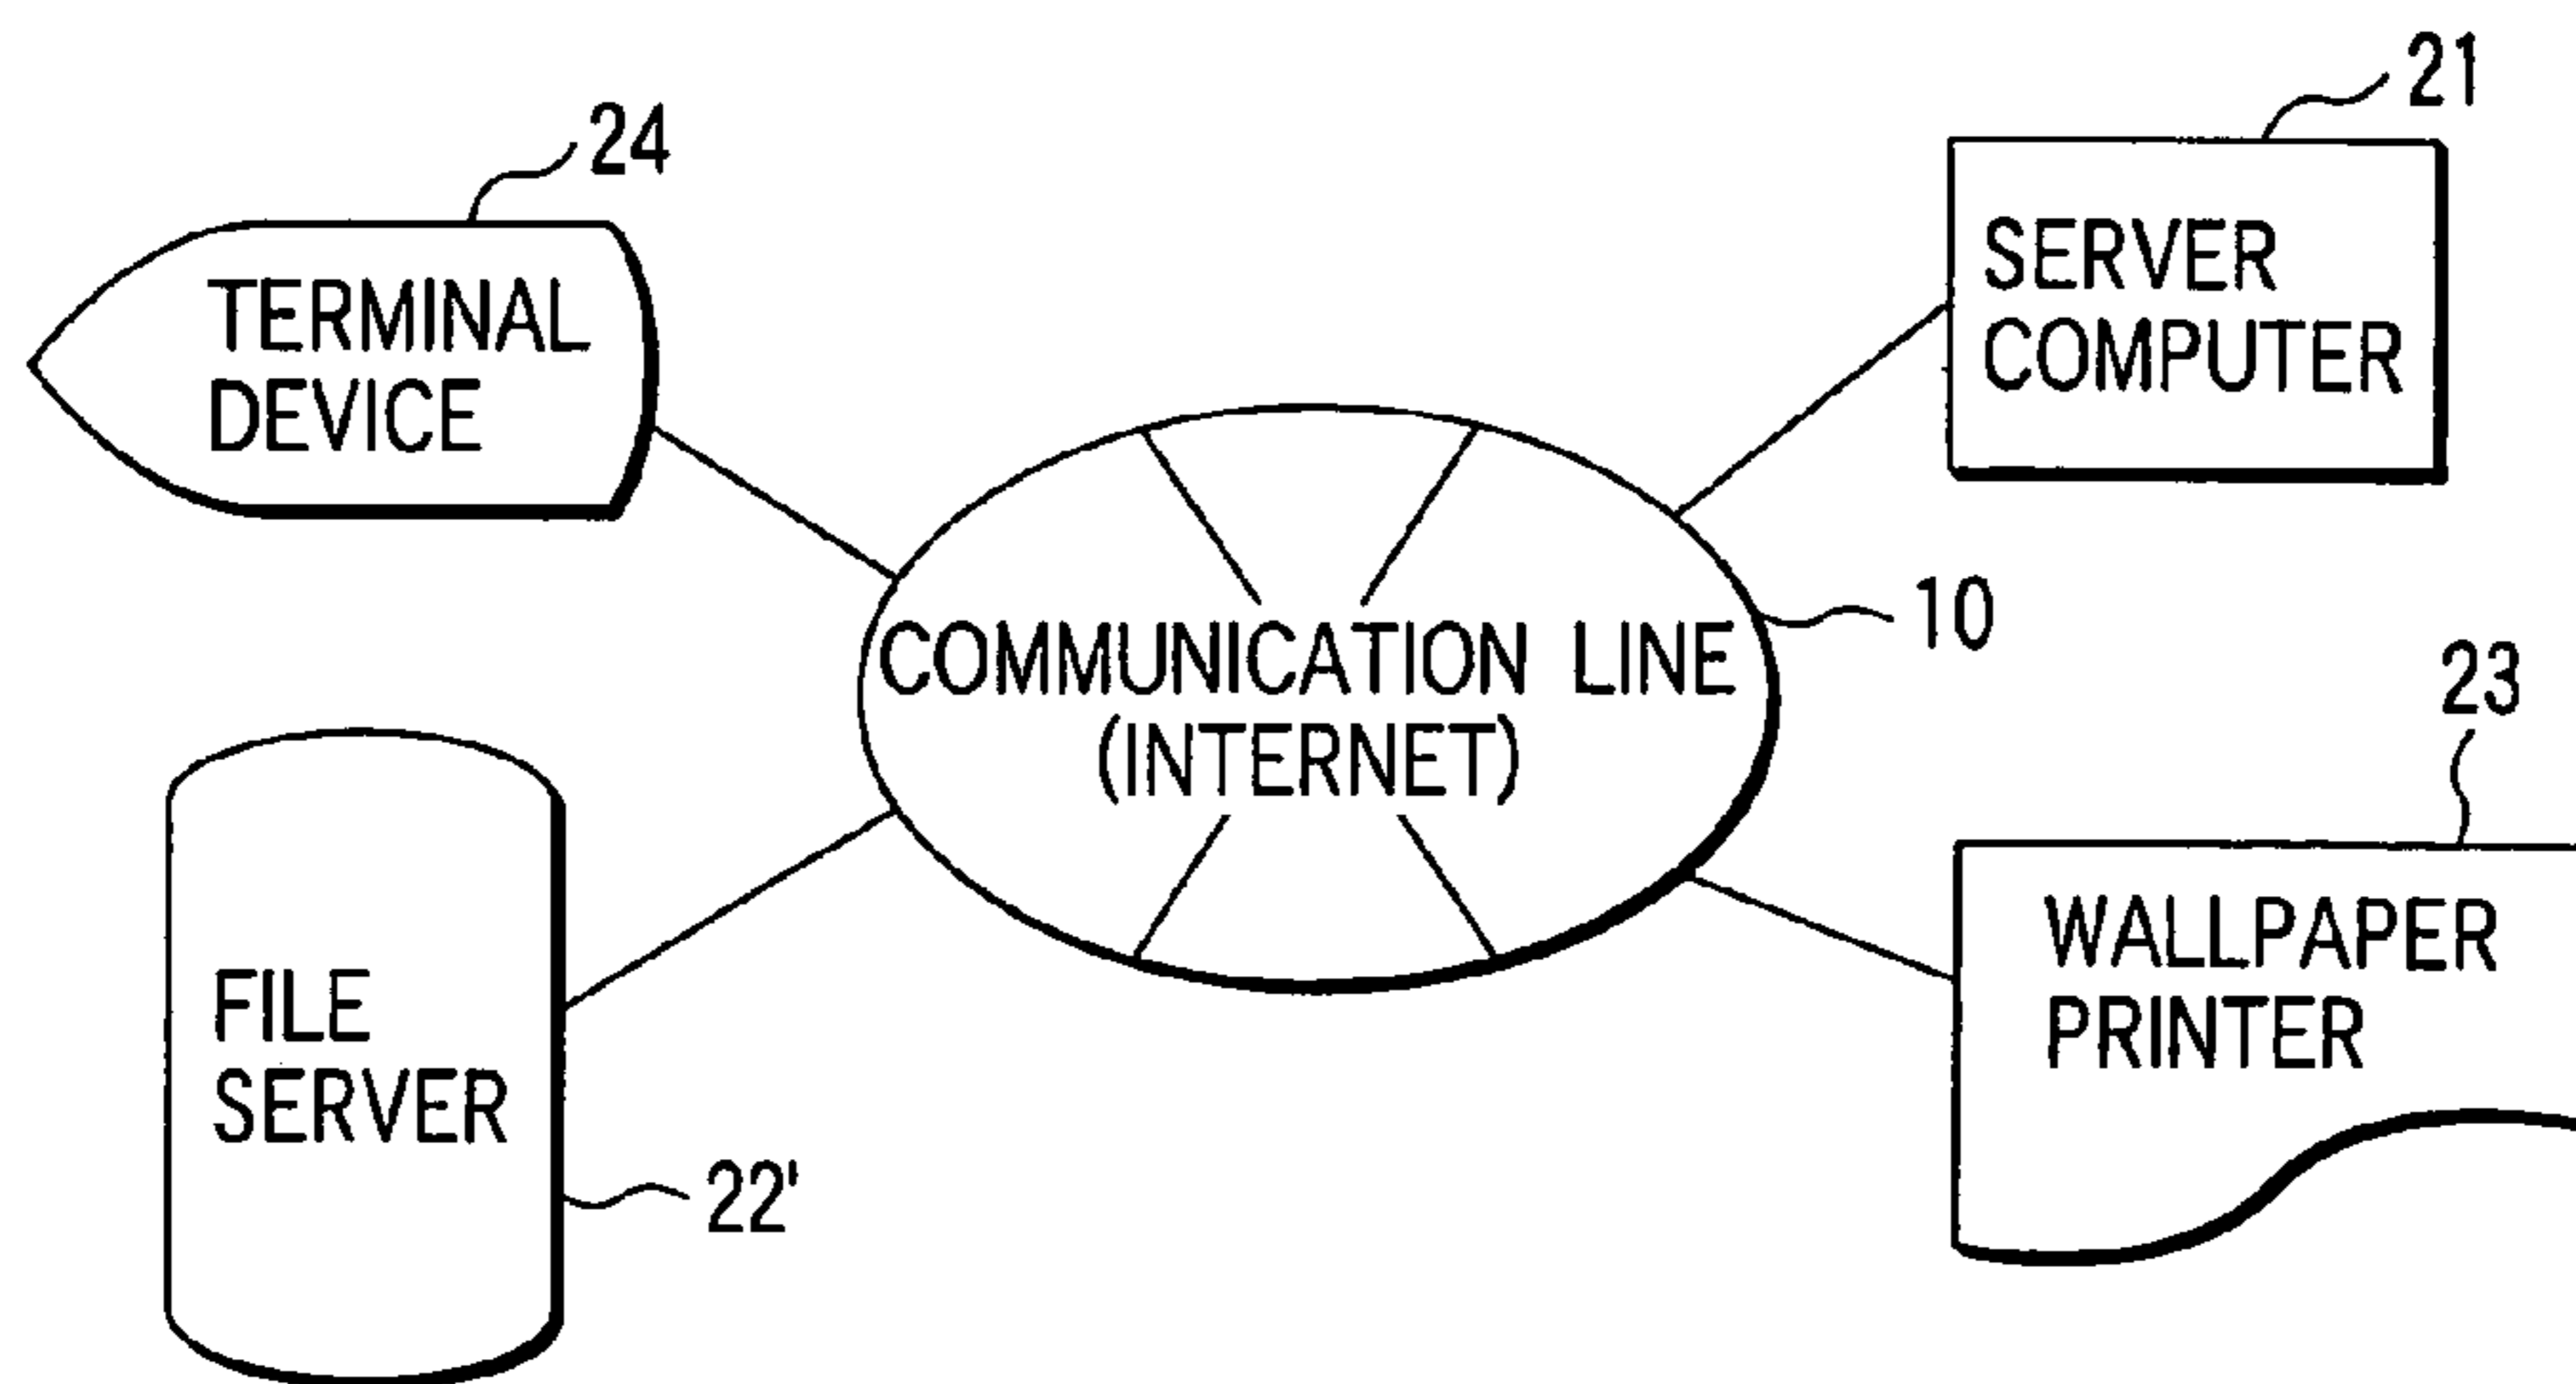 24
TERMINAL
DEVICE
21
SERVER
COMPUTER
COMMUNICATION LINE
(INTERNET)
10
FILE
SERVER
22'
23
WALLPAPER
PRINTER